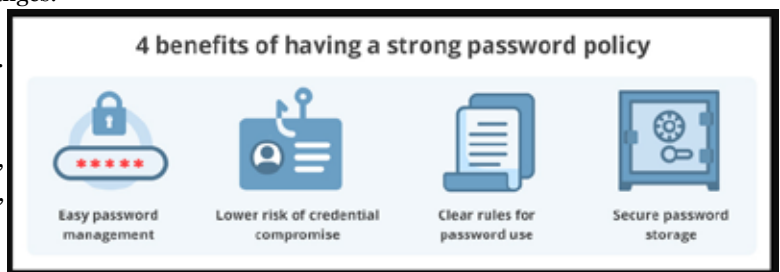 4 benefits of having a strong password policy
*****
Easy password
management
Lower risk of credential
compromise
Clear rules for
password use
Secure password
storage